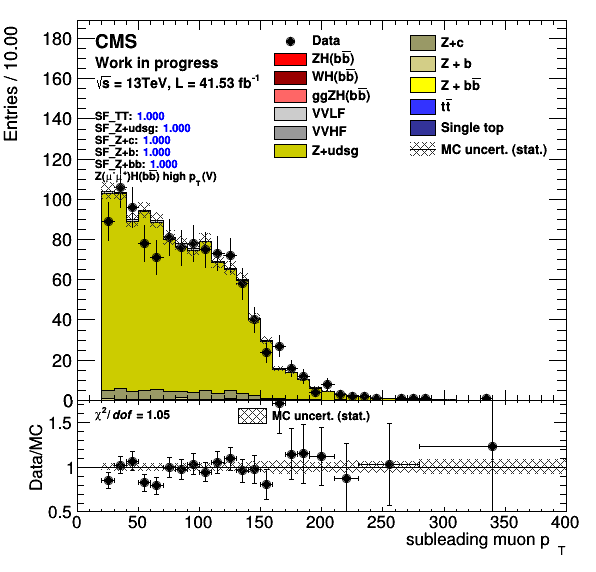 CMS
Work in progress
√s = 13TeV, L = 41.53 fb⁻¹
SF_TT: 1.000
SF_Z+udsg: 1.000
SF_Z+c: 1.000
SF_Z+b: 1.000
SF_Z+bb: 1.000
Z(μ⁻μ⁺)H(bb̅) high p_T(V)
Data
ZH(bb̅)
WH(bb̅)
ggZH(bb̅)
VVLF
VVHF
Z+udsg
Z+c
Z + b
Z + bb̅
tt̅
Single top
MC uncert. (stat.)
Entries / 10.00
180
160
140
120
100
80
60
40
20
0
χ²/dof = 1.05
MC uncert. (stat.)
Data/MC
1.5
1
0.5
0 50 100 150 200 250 300 350 400
subleading muon p_T